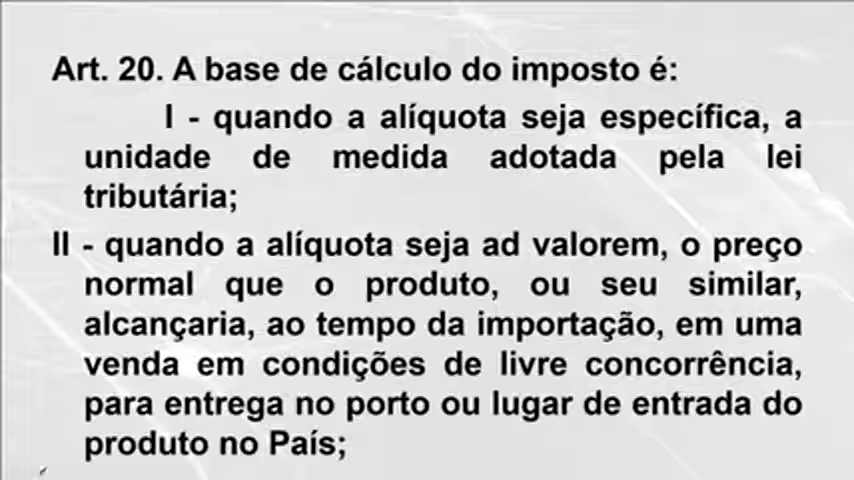 Art. 20. A base de cálculo do imposto é:
I - quando a alíquota seja específica, a
unidade de medida adotada pela lei
tributária;
II - quando a alíquota seja ad valorem, o preço
normal que o produto, ou seu similar,
alcançaria, ao tempo da importação, em uma
venda em condições de livre concorrência,
para entrega no porto ou lugar de entrada do
produto no País;